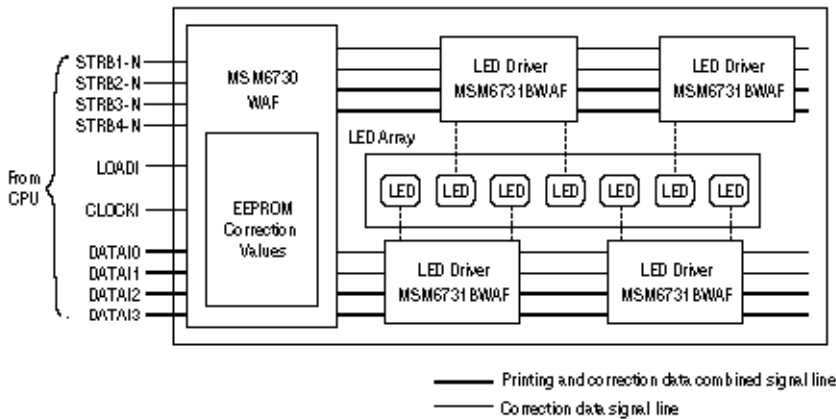 STRB1-N
STRB2-N
STRB3-N
STRB4-N
LOADI
CLOCKI
DATAI0
DATAI1
DATAI2
DATAI3
From
CPU
MSM6730
WAF
EEPROM
Correction
Values
LED Driver
MSM6731BWAF
LED Driver
MSM6731BWAF
LED Array
LED
LED
LED
LED
LED
LED
LED
LED Driver
MSM6731BWAF
LED Driver
MSM6731BWAF
Printing and correction data combined signal line
Correction data signal line